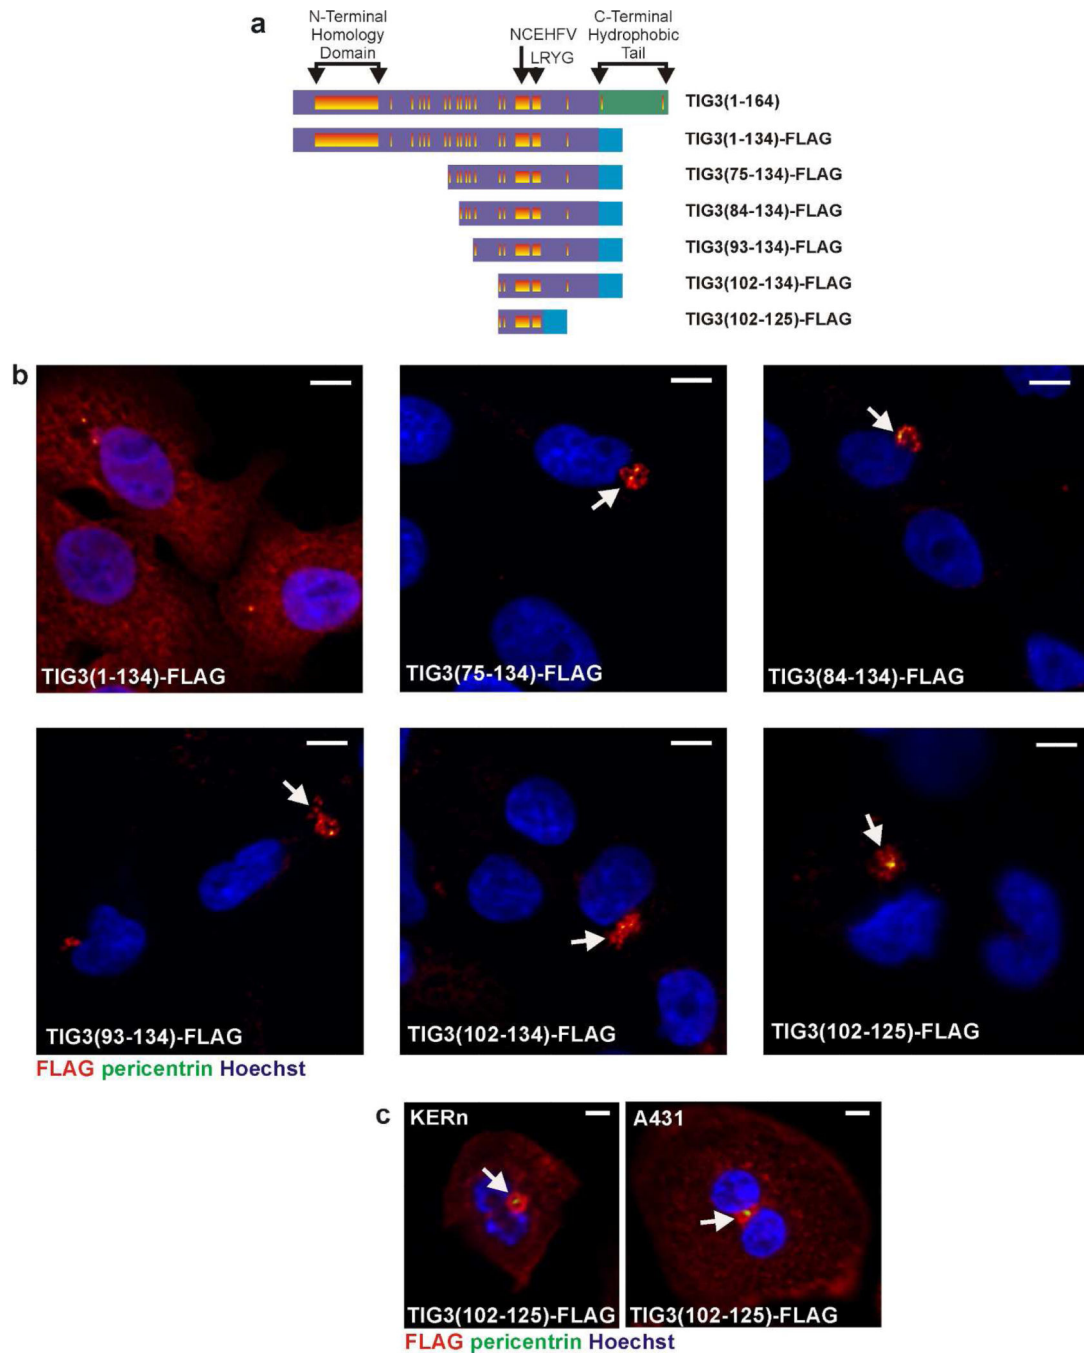 a
N-Terminal
Homology
Domain
NCEHFV
LRYG
C-Terminal
Hydrophobic
Tail
TIG3(1-164)
TIG3(1-134)-FLAG
TIG3(75-134)-FLAG
TIG3(84-134)-FLAG
TIG3(93-134)-FLAG
TIG3(102-134)-FLAG
TIG3(102-125)-FLAG
b
TIG3(1-134)-FLAG
TIG3(75-134)-FLAG
TIG3(84-134)-FLAG
TIG3(93-134)-FLAG
TIG3(102-134)-FLAG
TIG3(102-125)-FLAG
FLAG pericentrin Hoechst
c
KERn
A431
TIG3(102-125)-FLAG
TIG3(102-125)-FLAG
FLAG pericentrin Hoechst